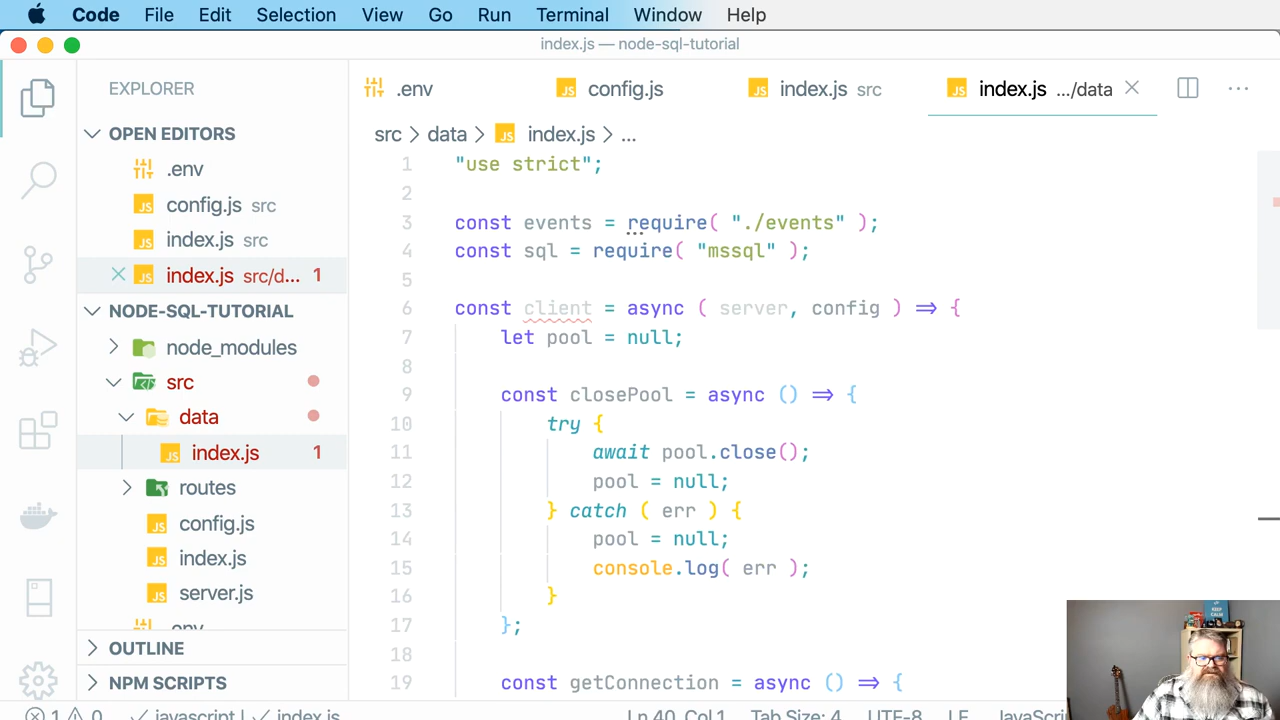 Code File Edit Selection View Go Run Terminal Window Help
index.js — node-sql-tutorial
EXPLORER
OPEN EDITORS
.env
config.js src
index.js src
index.js src/d... 1
NODE-SQL-TUTORIAL
node_modules
src
data
index.js 1
routes
config.js
index.js
server.js
.env
OUTLINE
NPM SCRIPTS
.env config.js index.js src index.js .../data
src > data > index.js > ...
1 "use strict";
2
3 const events = require( "./events" );
4 const sql = require( "mssql" );
5
6 const client = async ( server, config ) => {
7 let pool = null;
8
9 const closePool = async () => {
10 try {
11 await pool.close();
12 pool = null;
13 } catch ( err ) {
14 pool = null;
15 console.log( err );
16 }
17 };
18
19 const getConnection = async () => {
KEEP CALM
1 0 javascript | index.js Ln 40, Col 1 Tab Size: 4 UTF-8 LF